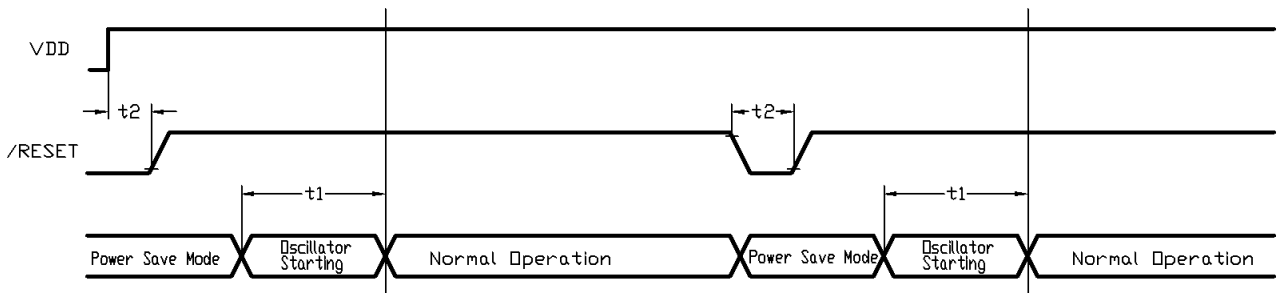 VDD
t2
/RESET
t2
t1
t1
Power Save Mode
Oscillator
Starting
Normal Operation
Power Save Mode
Oscillator
Starting
Normal Operation